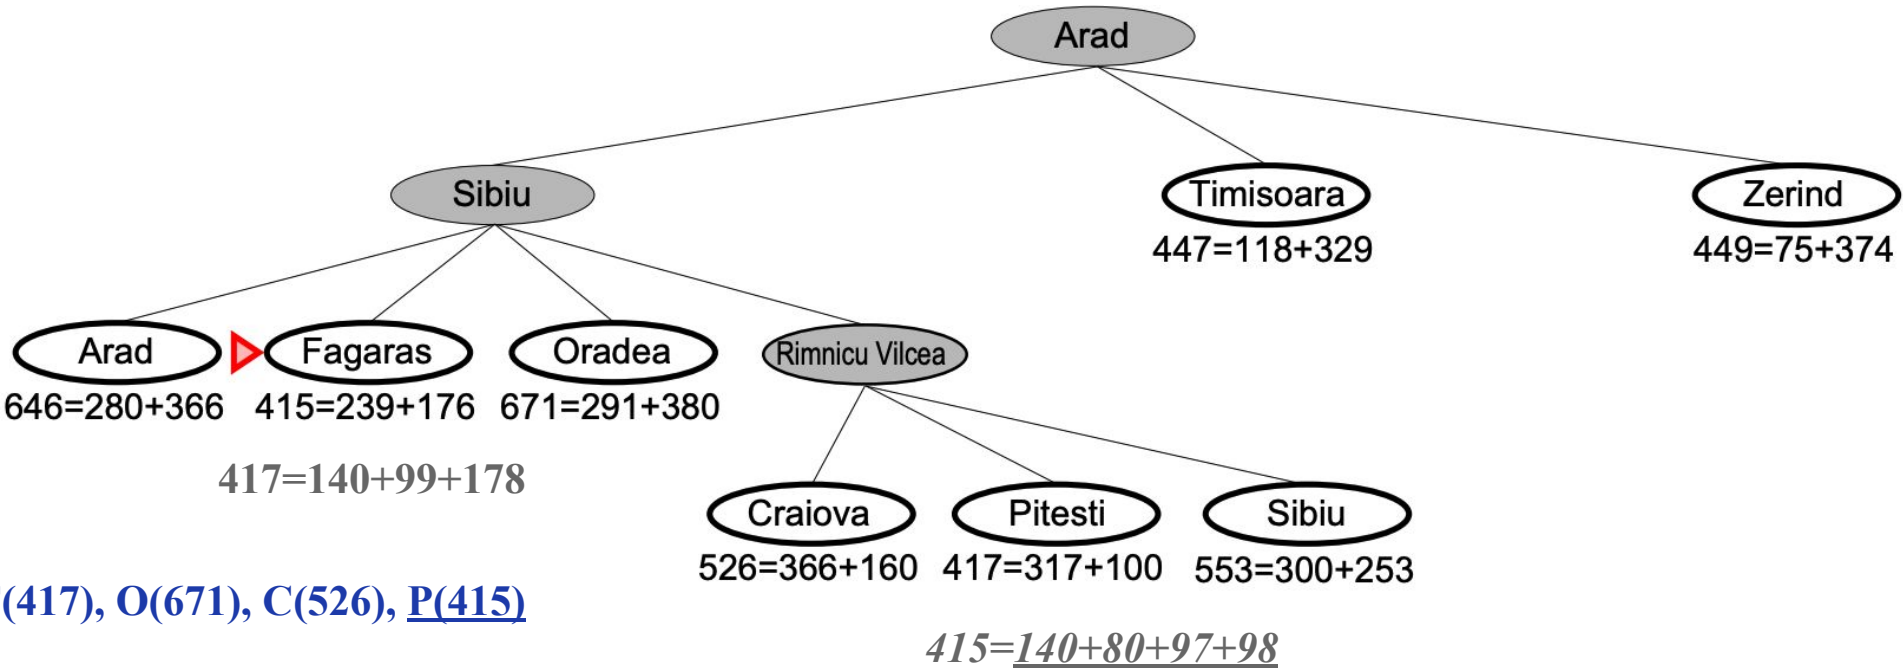 Arad
Sibiu
Timisoara
Zerind
447=118+329
449=75+374
Arad
Fagaras
Oradea
Rimnicu Vilcea
646=280+366
415=239+176
671=291+380
417=140+99+178
Craiova
Pitesti
Sibiu
526=366+160
417=317+100
553=300+253
(417), O(671), C(526), P(415)
415=140+80+97+98